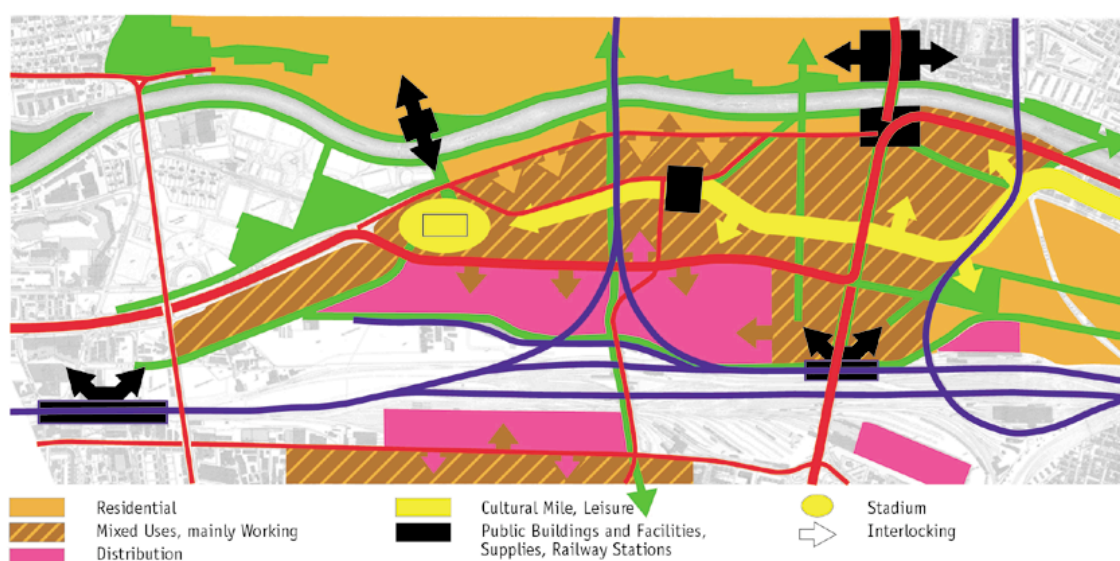 Residential
Mixed Uses, mainly Working
Distribution
Cultural Mile, Leisure
Public Buildings and Facilities,
Supplies, Railway Stations
Stadium
Interlocking